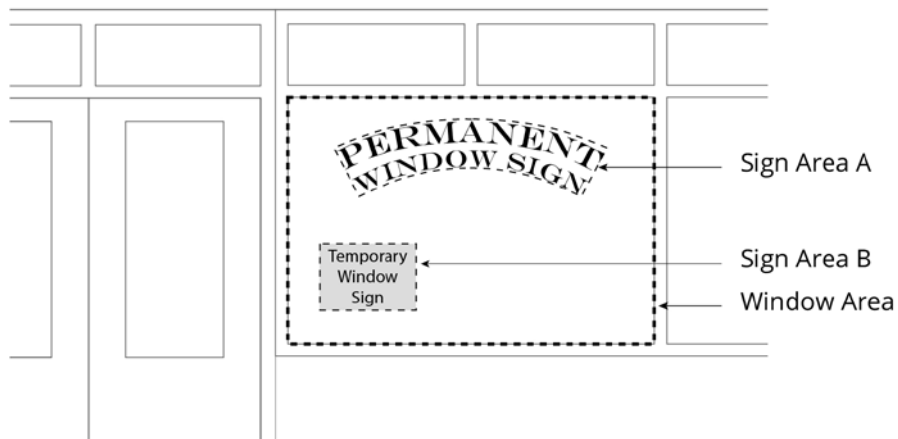 PERMANENT
WINDOW SIGN
Sign Area A
Temporary
Window
Sign
Sign Area B
Window Area